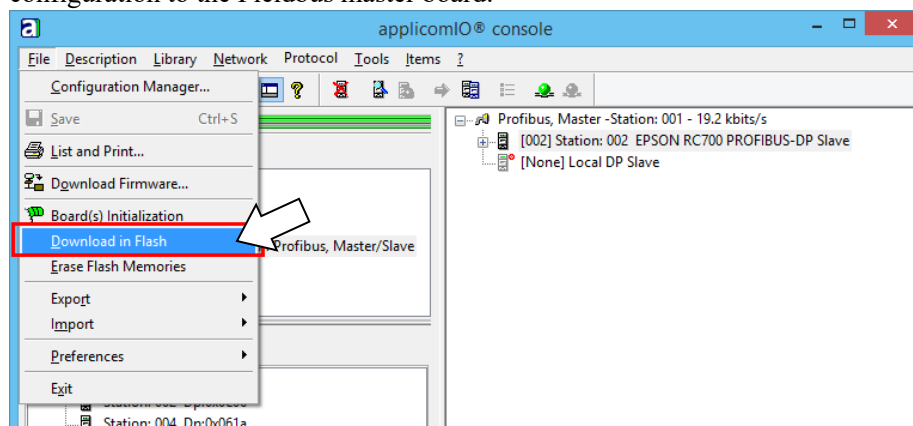 configuration to the Fieldbus master board.
applicomIO® console
File Description Library Network Protocol Tools Items ?
Configuration Manager...
Save Ctrl+S
List and Print...
Download Firmware...
Board(s) Initialization
Download in Flash
Erase Flash Memories
Export
Import
Preferences
Exit
Profibus, Master/Slave
Station: 004 Dp:0x061a
Profibus, Master -Station: 001 - 19.2 kbits/s
[002] Station: 002 EPSON RC700 PROFIBUS-DP Slave
[None] Local DP Slave